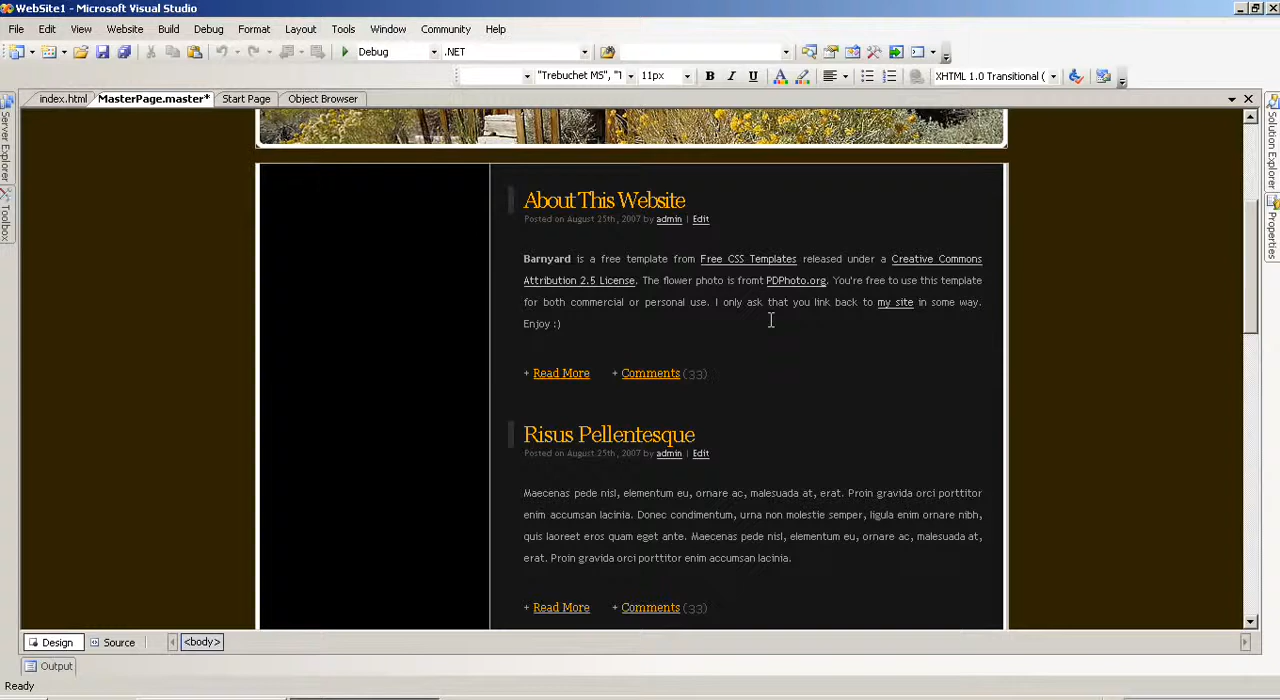 WebSite1 - Microsoft Visual Studio
File Edit View Website Build Debug Format Layout Tools Window Community Help
Debug .NET
"Trebuchet MS", "T 11px B I U A XHTML 1.0 Transitional (
index.html MasterPage.master* Start Page Object Browser
Server Explorer
Toolbox
Solution Explorer
Properties
About This Website
Posted on August 25th, 2007 by admin | Edit
Barnyard is a free template from Free CSS Templates released under a Creative Commons
Attribution 2.5 License. The flower photo is fromt PDPhoto.org. You're free to use this template
for both commercial or personal use. I only ask that you link back to my site in some way.
Enjoy :)
+ Read More + Comments (33)
Risus Pellentesque
Posted on August 25th, 2007 by admin | Edit
Maecenas pede nisl, elementum eu, ornare ac, malesuada at, erat. Proin gravida orci porttitor
enim accumsan lacinia. Donec condimentum, urna non molestie semper, ligula enim ornare nibh,
quis laoreet eros quam eget ante. Maecenas pede nisl, elementum eu, ornare ac, malesuada at,
erat. Proin gravida orci porttitor enim accumsan lacinia.
+ Read More + Comments (33)
Design Source <body>
Output
Ready